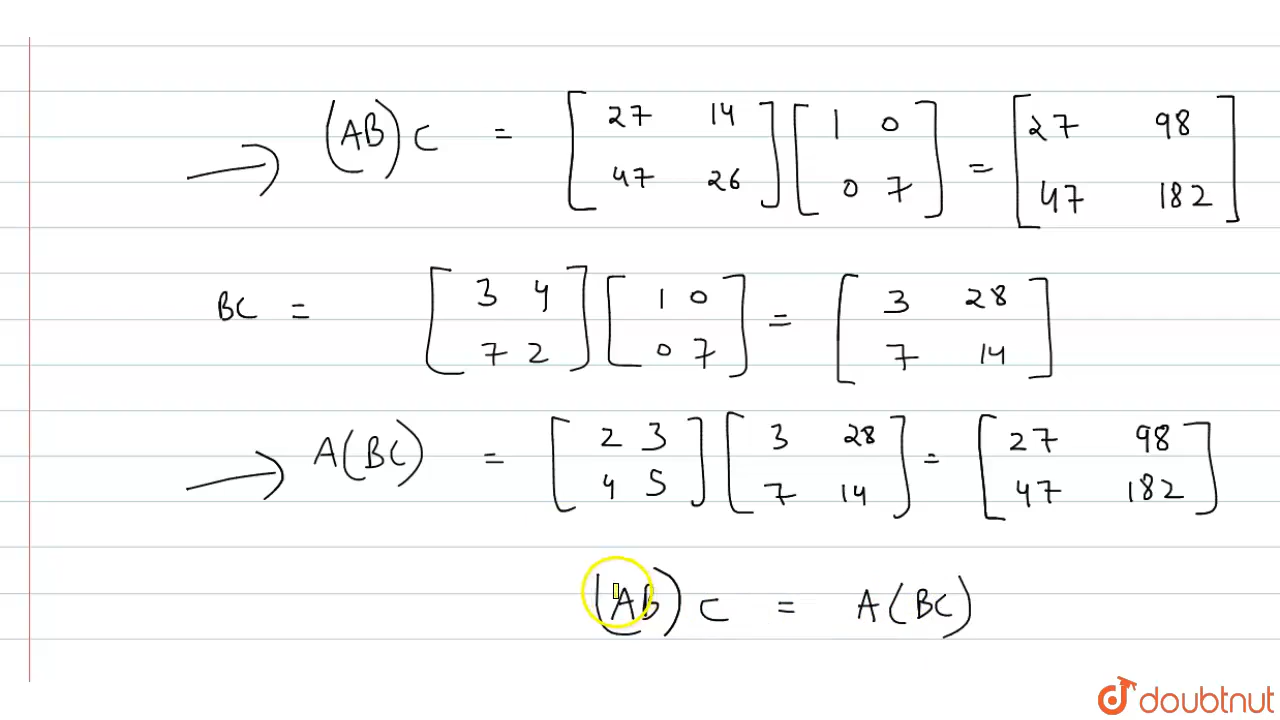 (AB) C = [ 27 14 47 26 ] [ 1 0 0 7 ] = [ 27 98 47 182 ]
BC = [ 3 4 7 2 ] [ 1 0 0 7 ] = [ 3 28 7 14 ]
A(BC) = [ 2 3 4 5 ] [ 3 28 7 14 ] = [ 27 98 47 182 ]
(AB) C = A(BC)
doubtnut